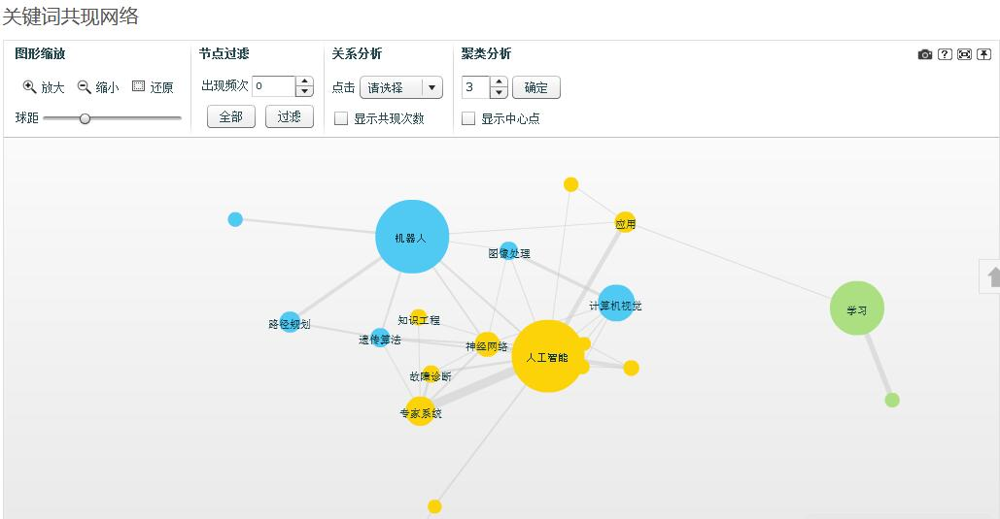 关键词共现网络
图形缩放 节点过滤 关系分析 聚类分析
放大 缩小 还原 出现频次 0 点击 请选择 3 确定
球距 全部 过滤 显示共现次数 显示中心点
应用
机器人
图像处理
计算机视觉
学习
知识工程
路径规划
遗传算法
神经网络
人工智能
故障诊断
专家系统